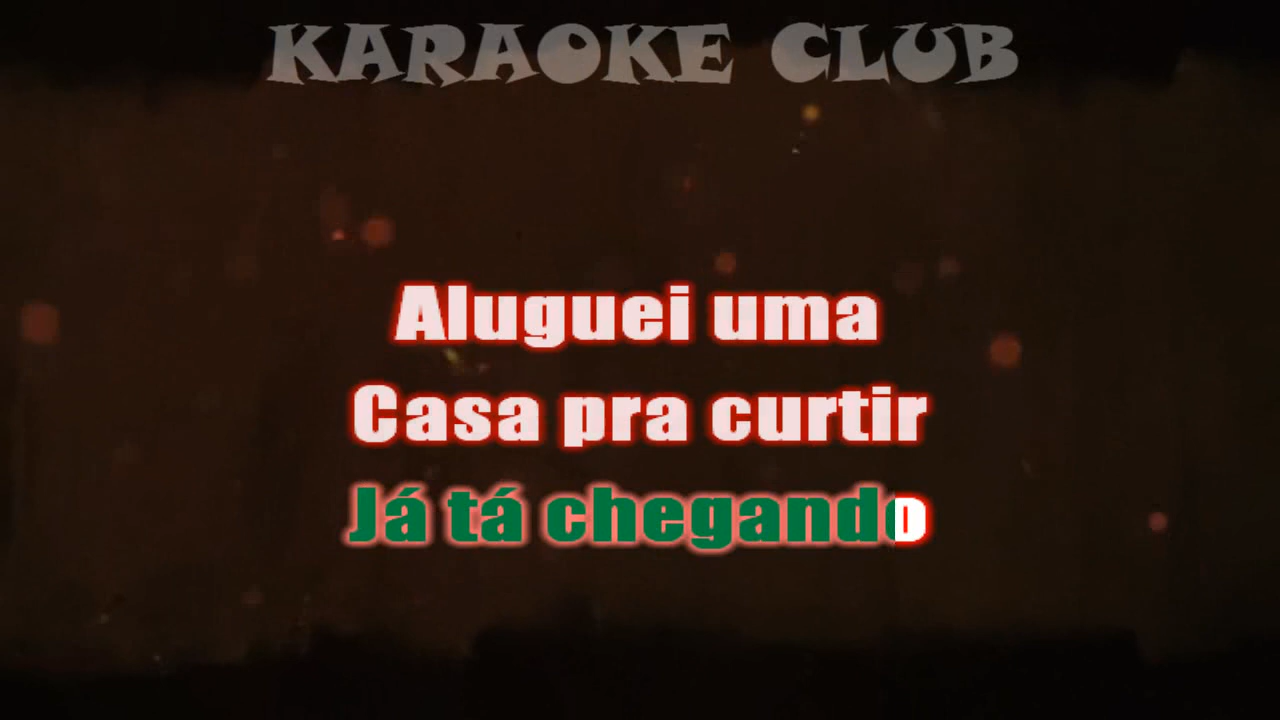 KARAOKE CLUB
Aluguei uma
Casa pra curtir
Já tá chegando